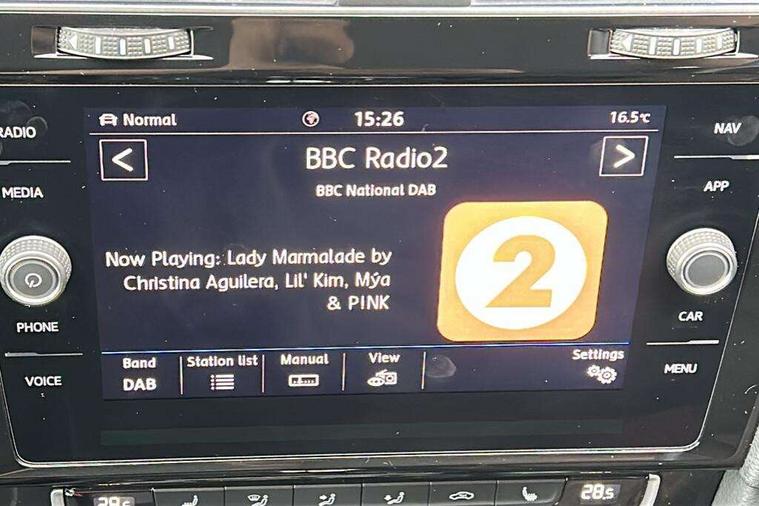 Normal
15:26
16.5℃
RADIO
MEDIA
PHONE
VOICE
<
BBC Radio2
>
BBC National DAB
Now Playing: Lady Marmalade by
Christina Aguilera, Lil' Kim, Mýa
& PINK
2
Band
DAB
Station list
Manual
View
Settings
NAV
APP
CAR
MENU
28.5
28.5